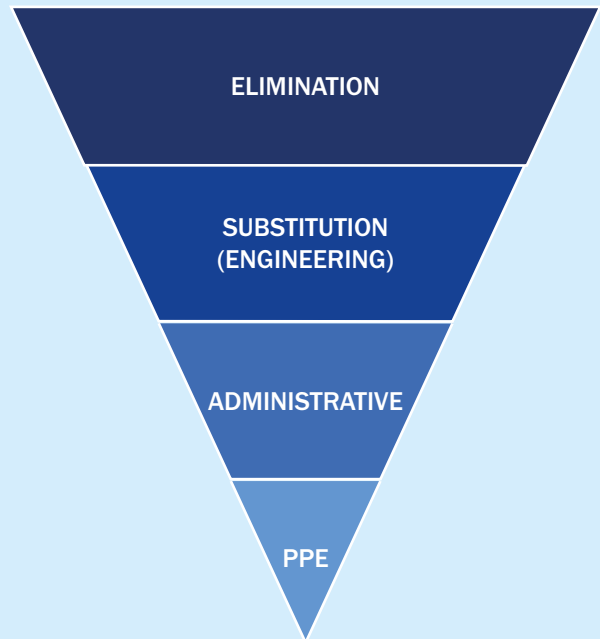 ELIMINATION
SUBSTITUTION
(ENGINEERING)
ADMINISTRATIVE
PPE